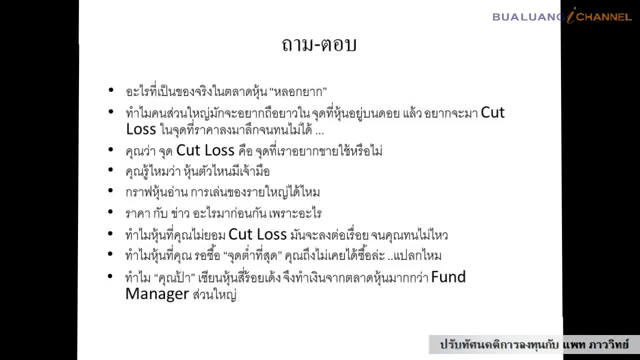 BUALUANG iCHANNEL
ถาม-ตอบ
• อะไรที่เป็นของจริงในตลาดหุ้น “หลอกยาก”
• ทำไมคนส่วนใหญ่มักจะอยากถือยาวใน จุดที่หุ้นอยู่บนดอย แล้ว อยากจะมา Cut
Loss ในจุดที่ราคาลงมาลึกจนทนไม่ได้ ...
• คุณว่า จุด Cut Loss คือ จุดที่เราอยากขายใช้หรือไม่
• คุณรู้ไหมว่า หุ้นตัวไหนมีเจ้ามือ
• กราฟหุ้นอ่าน การเล่นของรายใหญ่ได้ไหม
• ราคา กับ ข่าว อะไรมาก่อนกัน เพราะอะไร
• ทำไมหุ้นที่คุณไม่ยอม Cut Loss มันจะลงต่อเรื่อย จนคุณทนไม่ไหว
• ทำไมหุ้นที่คุณ รอซื้อ “จุดต่ำที่สุด” คุณถึงไม่เคยได้ซื้อล่ะ ..แปลกไหม
• ทำไม “คุณป้า” เซียนหุ้นสี่ร้อยเด้ง จึงทำเงินจากตลาดหุ้นมากกว่า Fund
Manager ส่วนใหญ่
ปรับทัศนคติการลงทุนกับ แพท ภาววิทย์